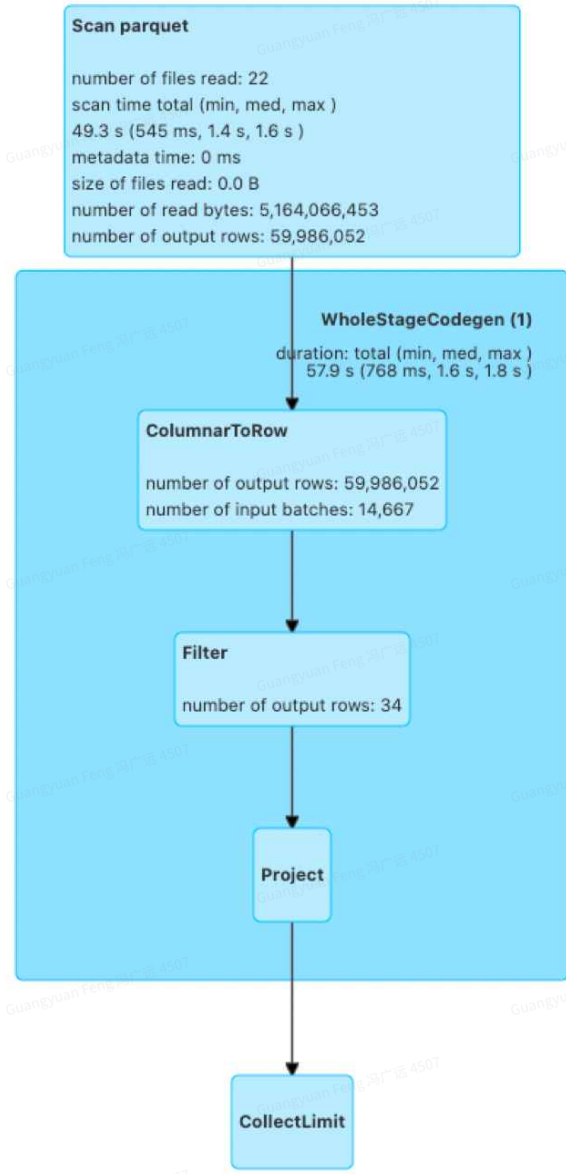 Scan parquet
number of files read: 22
scan time total (min, med, max )
49.3 s (545 ms, 1.4 s, 1.6 s )
metadata time: 0 ms
size of files read: 0.0 B
number of read bytes: 5,164,066,453
number of output rows: 59,986,052
WholeStageCodegen (1)
duration: total (min, med, max )
57.9 s (768 ms, 1.6 s, 1.8 s )
ColumnarToRow
number of output rows: 59,986,052
number of input batches: 14,667
Filter
number of output rows: 34
Project
CollectLimit